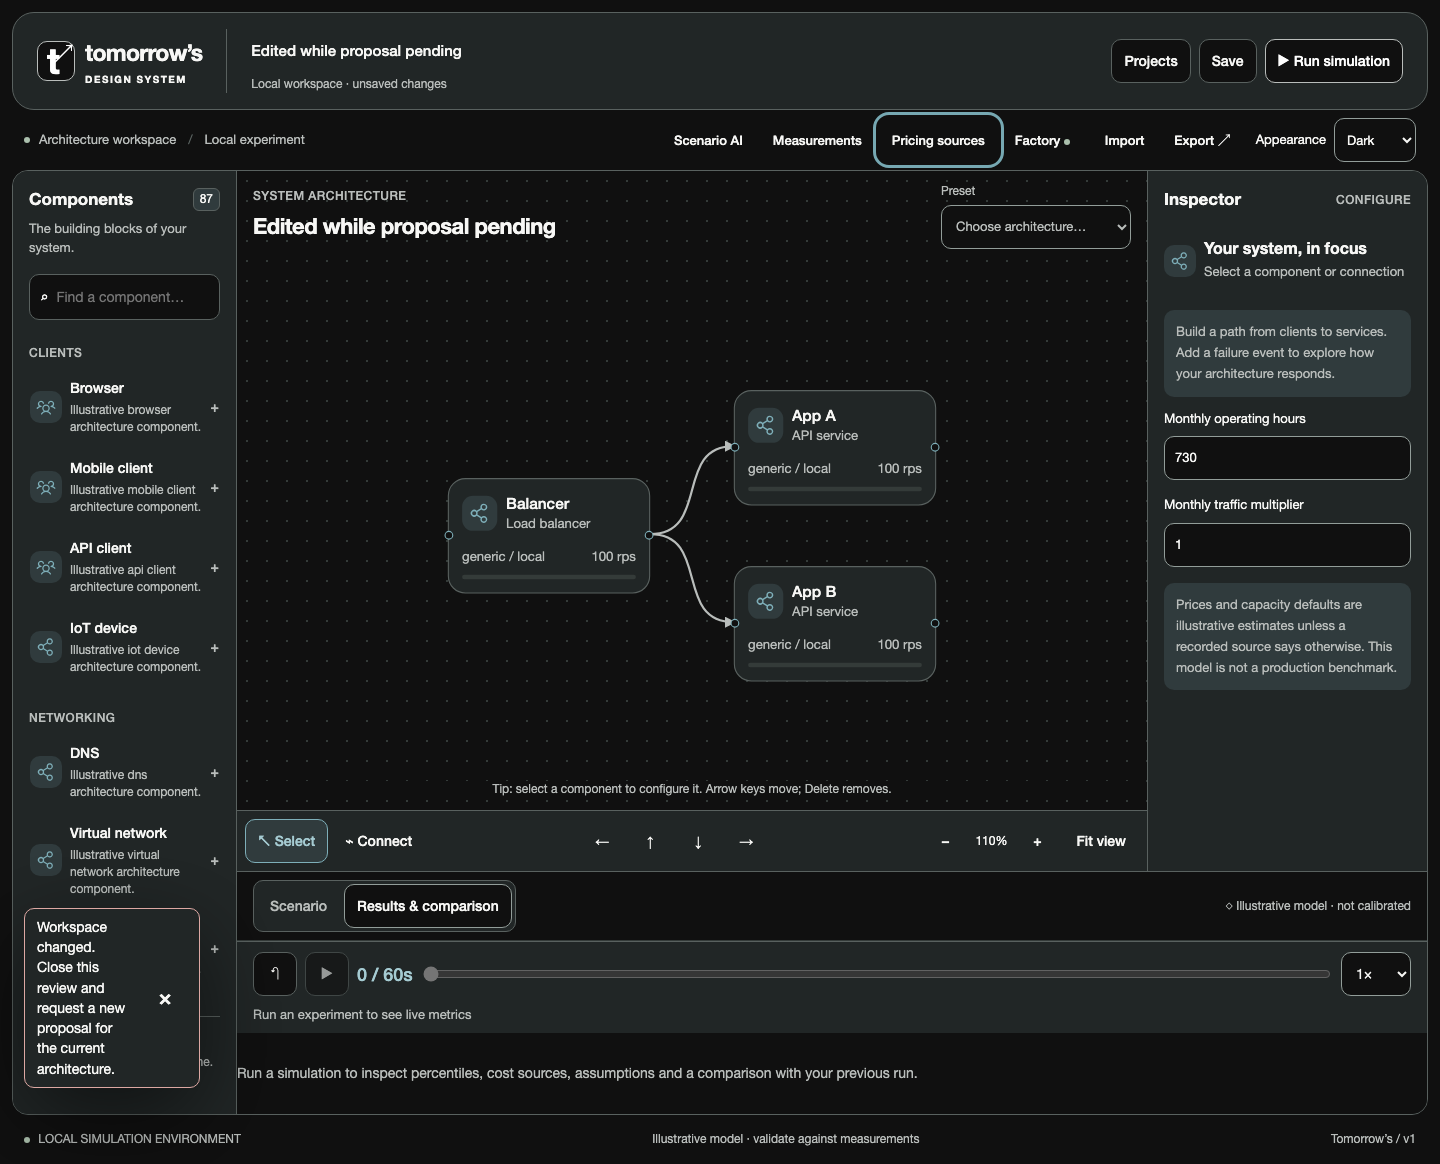 tomorrow's
DESIGN SYSTEM
Edited while proposal pending
Local workspace · unsaved changes
Projects
Save
▶ Run simulation
Architecture workspace / Local experiment
Scenario AI
Measurements
Pricing sources
Factory
Import
Export ↗
Appearance
Dark
Components
87
The building blocks of your
system.
Find a component…
CLIENTS
Browser
Illustrative browser
architecture component.
+
Mobile client
Illustrative mobile client
architecture component.
+
API client
Illustrative api client
architecture component.
+
IoT device
Illustrative iot device
architecture component.
+
NETWORKING
DNS
Illustrative dns
architecture component.
+
Virtual network
Illustrative virtual
network architecture
component.
+
+
Workspace
changed.
Close this
review and
request a new
proposal for
the current
architecture.
×
ne.
SYSTEM ARCHITECTURE
Edited while proposal pending
Preset
Choose architecture…
Balancer
Load balancer
generic / local 100 rps
App A
API service
generic / local 100 rps
App B
API service
generic / local 100 rps
Tip: select a component to configure it. Arrow keys move; Delete removes.
↖ Select
⌁ Connect
← ↑ ↓ →
− 110% +
Fit view
Inspector
CONFIGURE
Your system, in focus
Select a component or connection
Build a path from clients to services.
Add a failure event to explore how
your architecture responds.
Monthly operating hours
730
Monthly traffic multiplier
1
Prices and capacity defaults are
illustrative estimates unless a
recorded source says otherwise. This
model is not a production benchmark.
Scenario
Results & comparison
◇ Illustrative model · not calibrated
▶
0 / 60s
1×
Run an experiment to see live metrics
Run a simulation to inspect percentiles, cost sources, assumptions and a comparison with your previous run.
LOCAL SIMULATION ENVIRONMENT
Illustrative model · validate against measurements
Tomorrow's / v1